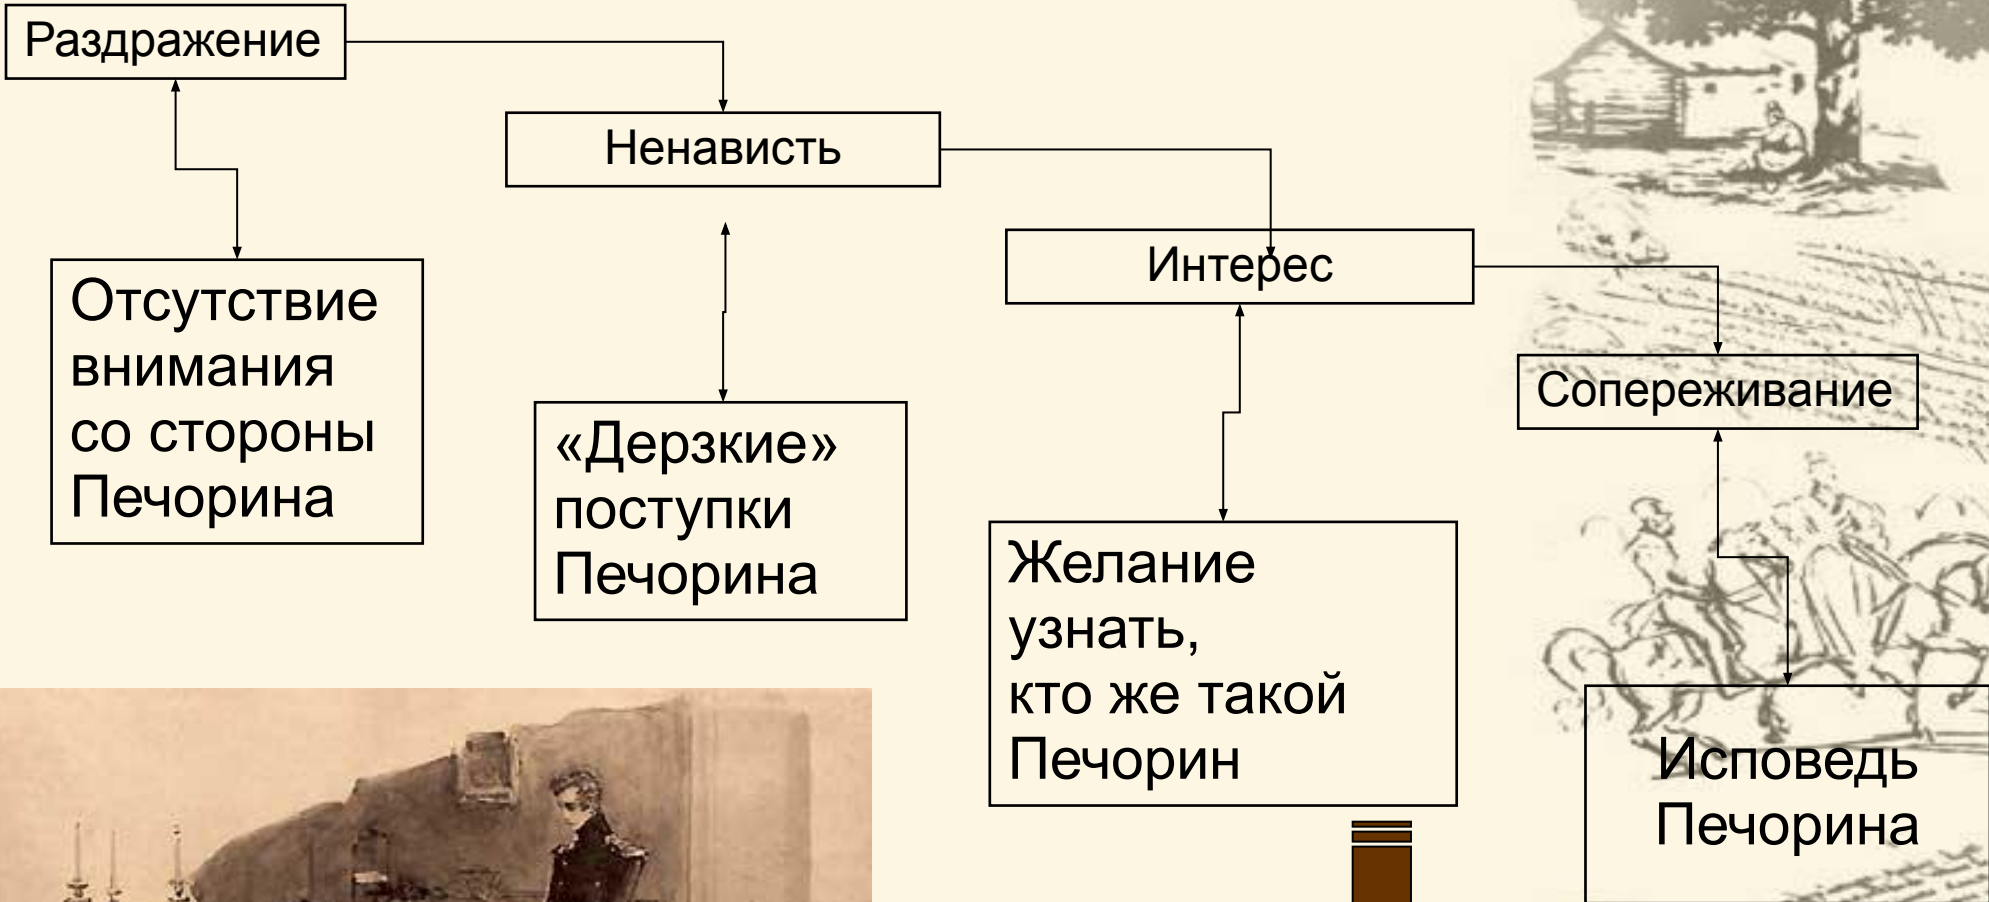 Раздражение
Ненависть
Интерес
Сопереживание
Отсутствие
внимания
со стороны
Печорина
«Дерзкие»
поступки
Печорина
Желание
узнать,
кто же такой
Печорин
Исповедь
Печорина